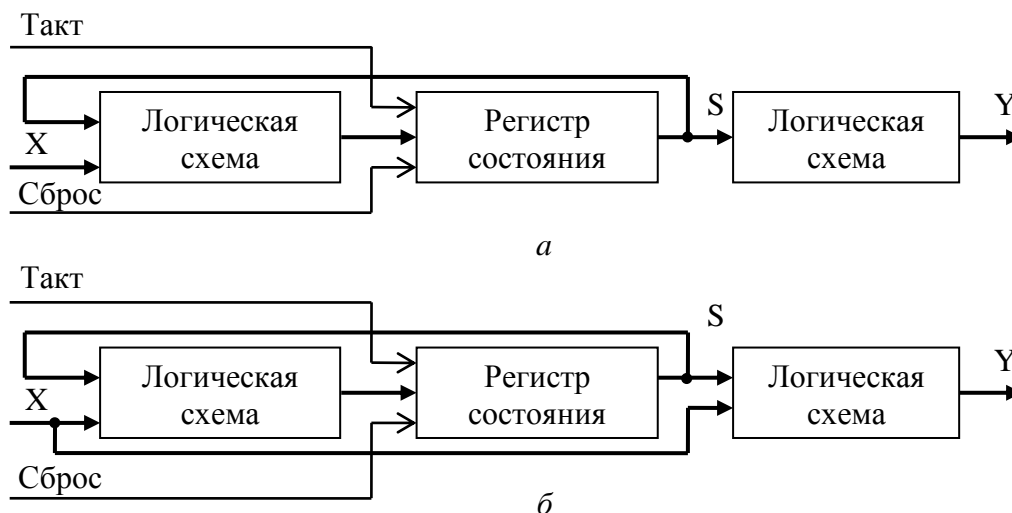 Такт
X
Логическая
схема
Регистр
состояния
S
Логическая
схема
Y
Сброс
а
Такт
X
Логическая
схема
Регистр
состояния
S
Логическая
схема
Y
Сброс
б